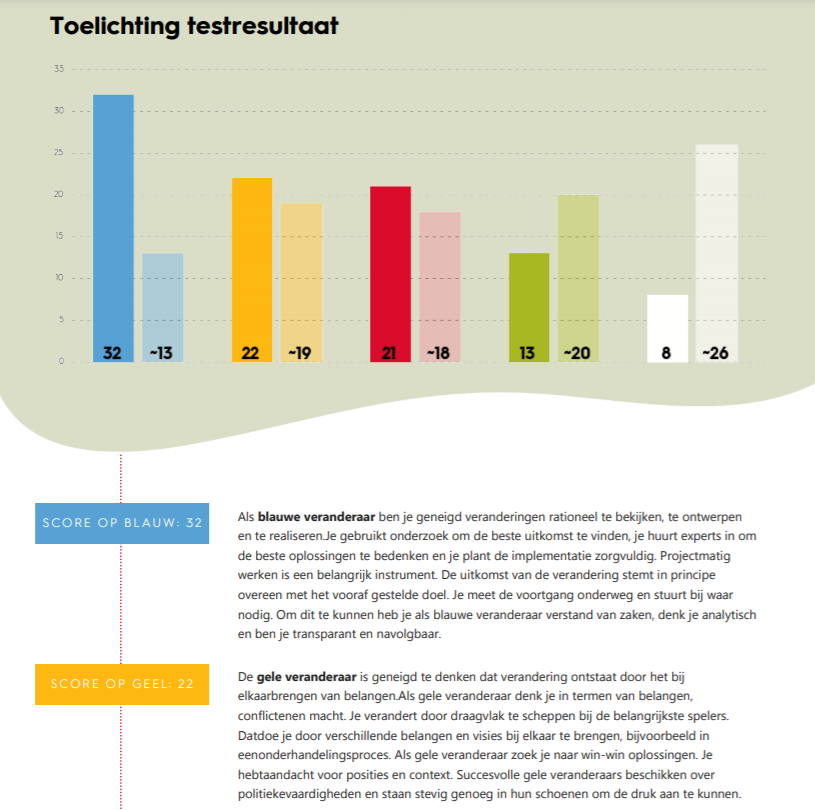 Toelichting testresultaat
35
30
25
20
15
10
5
0
32 ~13 22 ~19 21 ~18 13 ~20 8 ~26
SCORE OP BLAUW: 32
Als blauwe veranderaar ben je geneigd veranderingen rationeel te bekijken, te ontwerpen
en te realiseren.Je gebruikt onderzoek om de beste uitkomst te vinden, je huurt experts in om
de beste oplossingen te bedenken en je plant de implementatie zorgvuldig. Projectmatig
werken is een belangrijk instrument. De uitkomst van de verandering stemt in principe
overeen met het vooraf gestelde doel. Je meet de voortgang onderweg en stuurt bij waar
nodig. Om dit te kunnen heb je als blauwe veranderaar verstand van zaken, denk je analytisch
en ben je transparant en navolgbaar.
SCORE OP GEEL: 22
De gele veranderaar is geneigd te denken dat verandering ontstaat door het bij
elkaarbrengen van belangen.Als gele veranderaar denk je in termen van belangen,
conflictenen macht. Je verandert door draagvlak te scheppen bij de belangrijkste spelers.
Datdoe je door verschillende belangen en visies bij elkaar te brengen, bijvoorbeeld in
eenonderhandelingsproces. Als gele veranderaar zoek je naar win-win oplossingen. Je
hebtaandacht voor posities en context. Succesvolle gele veranderaars beschikken over
politiekevaardigheden en staan stevig genoeg in hun schoenen om de druk aan te kunnen.